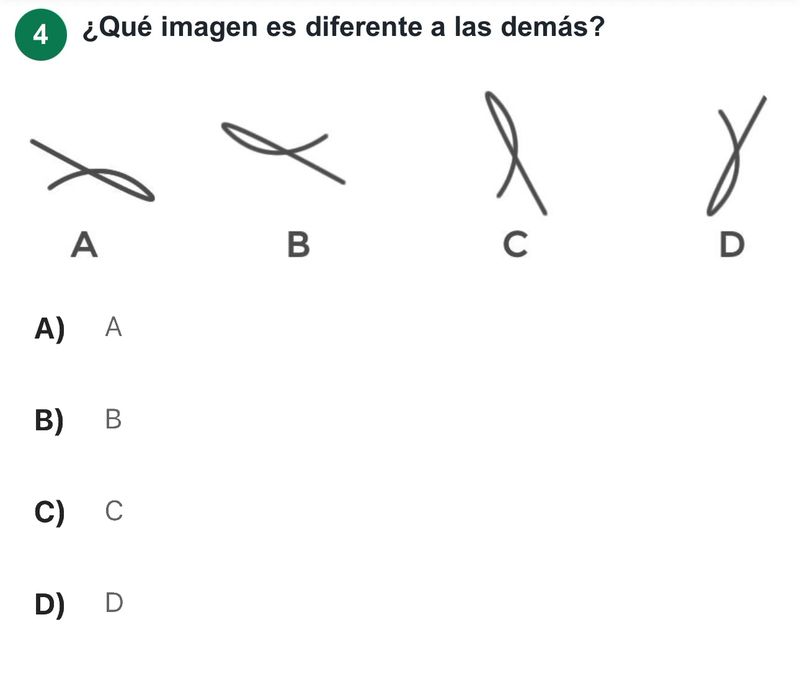 4 ¿Qué imagen es diferente a las demás?
A B C D
A) A
B) B
C) C
D) D